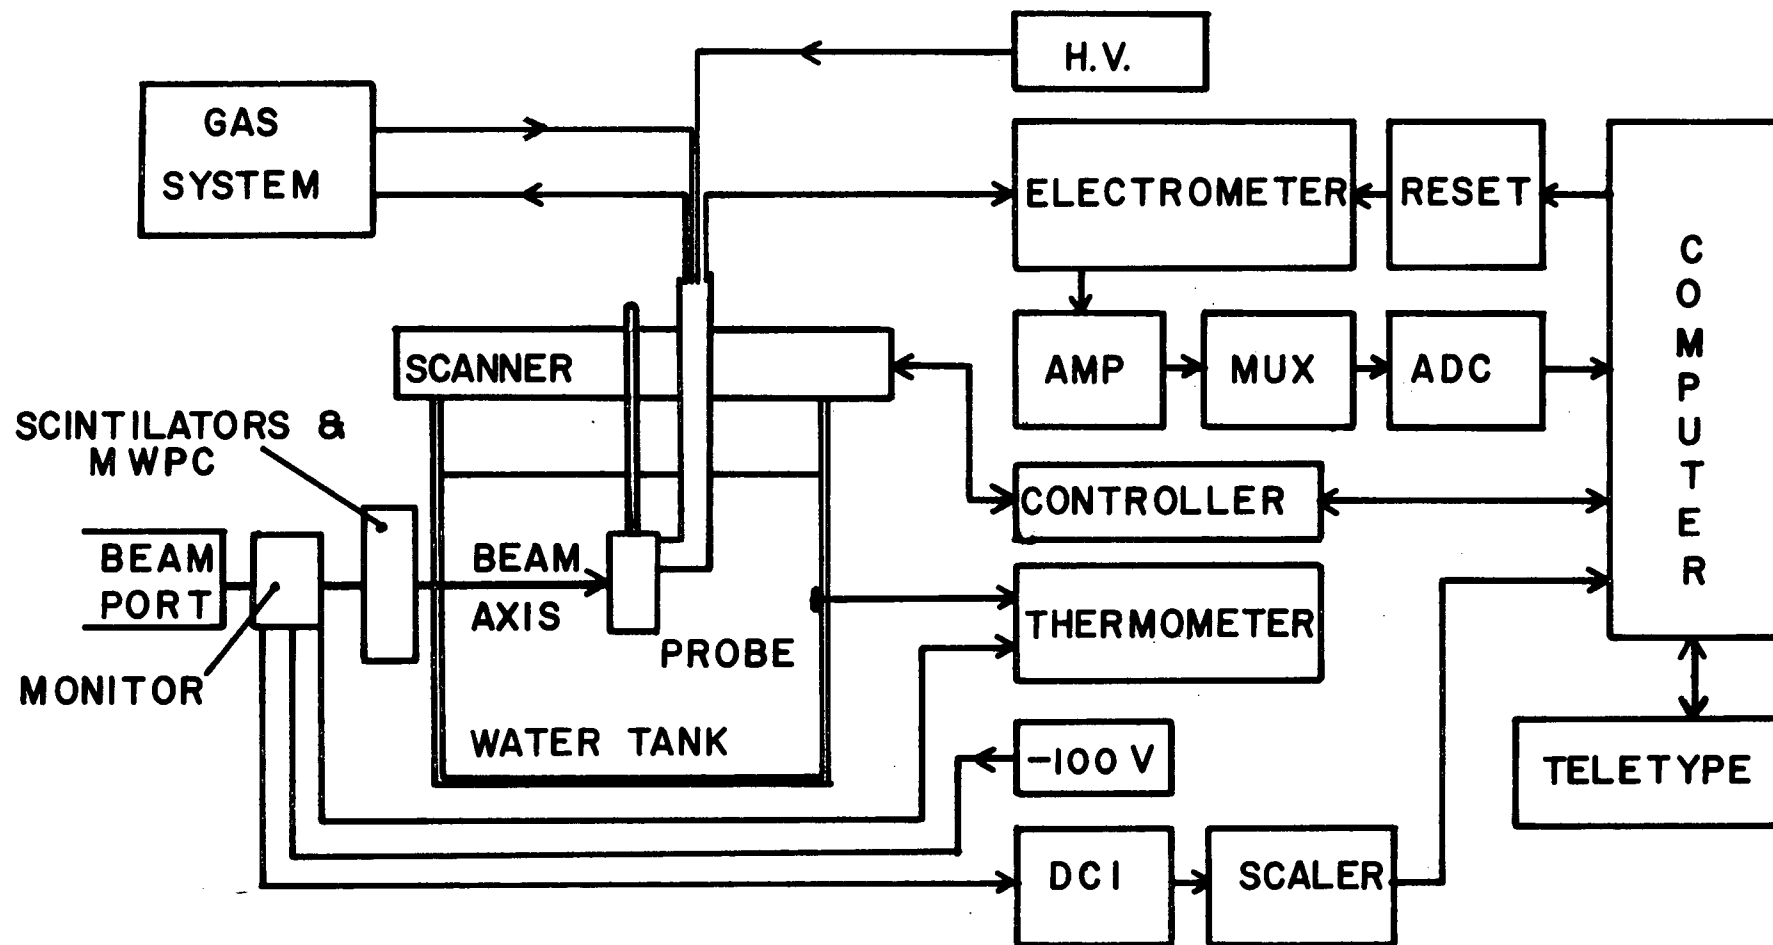 H.V.
GAS
SYSTEM
ELECTROMETER
RESET
COMPUTER
SCANNER
AMP
MUX
ADC
SCINTILATORS &
MWPC
CONTROLLER
BEAM
PORT
BEAM
AXIS
PROBE
THERMOMETER
MONITOR
WATER TANK
-100 V
TELETYPE
DCI
SCALER